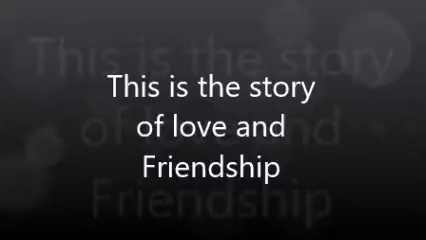 This is the story
of love and
Friendship